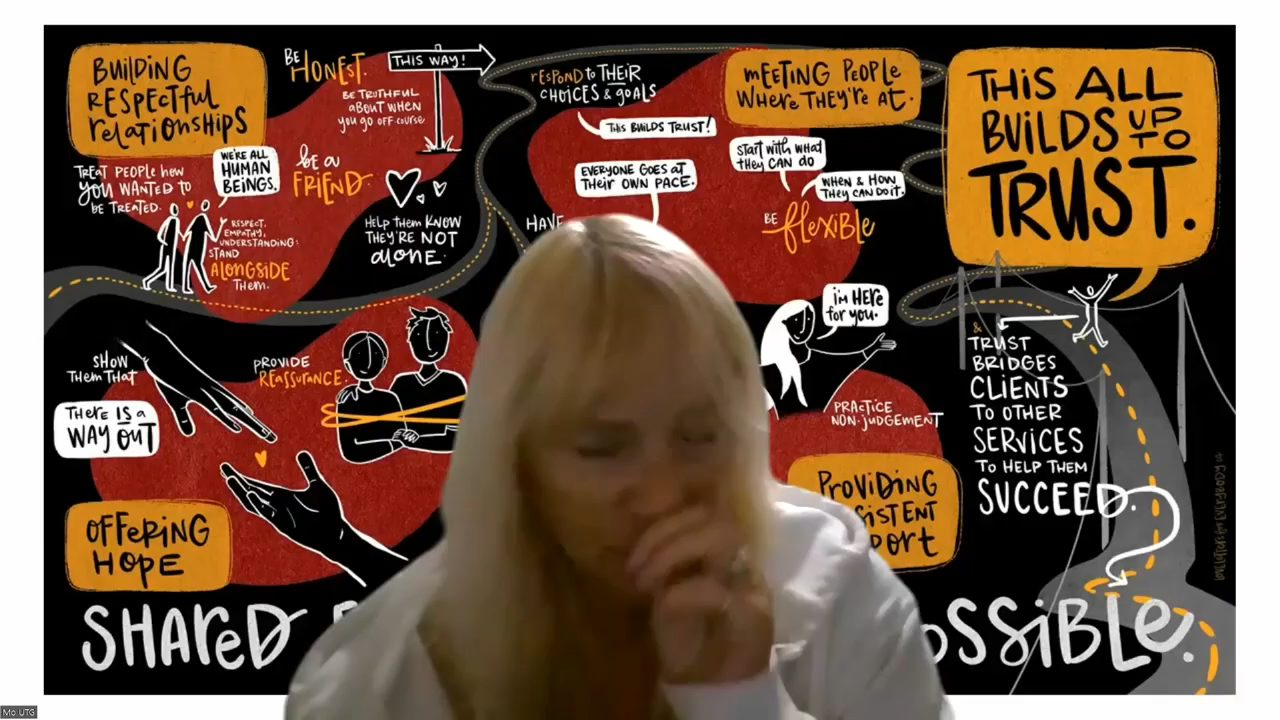 BUILDING
RESPECTFUL
relationships
TREAT PEOPLE how
YOU WANTED to
BE TREATED.
WE'RE ALL
HUMAN
BEINGS.
RESPECT,
EMPATHY,
UNDERSTANDING:
STAND
ALONGSIDE
THEM.
BE
HONEST.
THIS WAY!
BE TRUTHFUL
aBOUT WHEN
you go off-course
be a
FRIEND.
HELP THEM KNOW
THEY'RE NOT
alone.
RESPOND to THEIR
CHOICES & goals
THIS BUILDS TRUST!
EVERYONE GOES AT
THEIR OWN PACE.
HAVE
MEETING PEOPLE
WHERE THEY'RE AT.
START WITH WHAT
THEY CAN DO
WHEN & HOW
THEY CAN DO IT.
BE flexible
THIS ALL
BUILDS UP
TO
TRUST.
SHOW
THEM THAT
THERE IS a
WAY OUT
PROVIDE
REASSURANCE.
OFFERING
HOPE
I'M HERE
for you.
PRACTICE
NON-JUDGEMENT
PROVIDING
SISTENT
PORT
&
TRUST
BRIDGES
CLIENTS
TO OTHER
SERVICES
TO HELP THEM
SUCCEED
SHARED
OSSIBLE.
Mo UTG